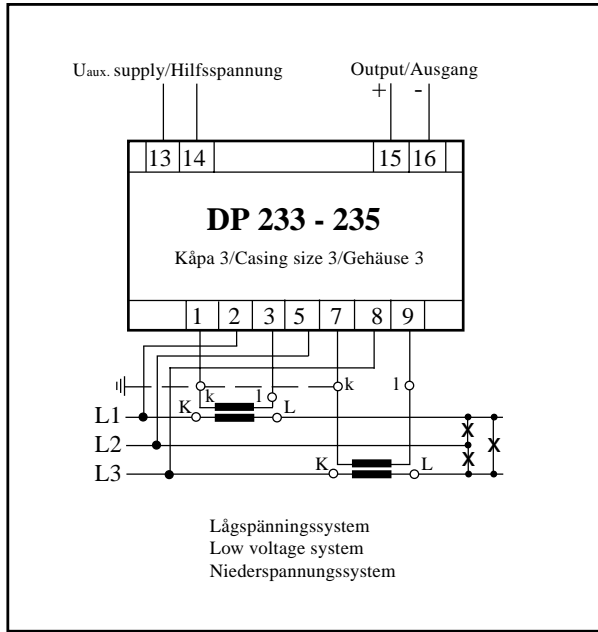 Uaux. supply/Hilfsspannung Output/Ausgang
+ -
13 14 15 16
DP 233 - 235
Kåpa 3/Casing size 3/Gehäuse 3
1 2 3 5 7 8 9
k l k l
L1 K L
L2
L3 K L
X
X X
Lågspänningssystem
Low voltage system
Niederspannungssystem